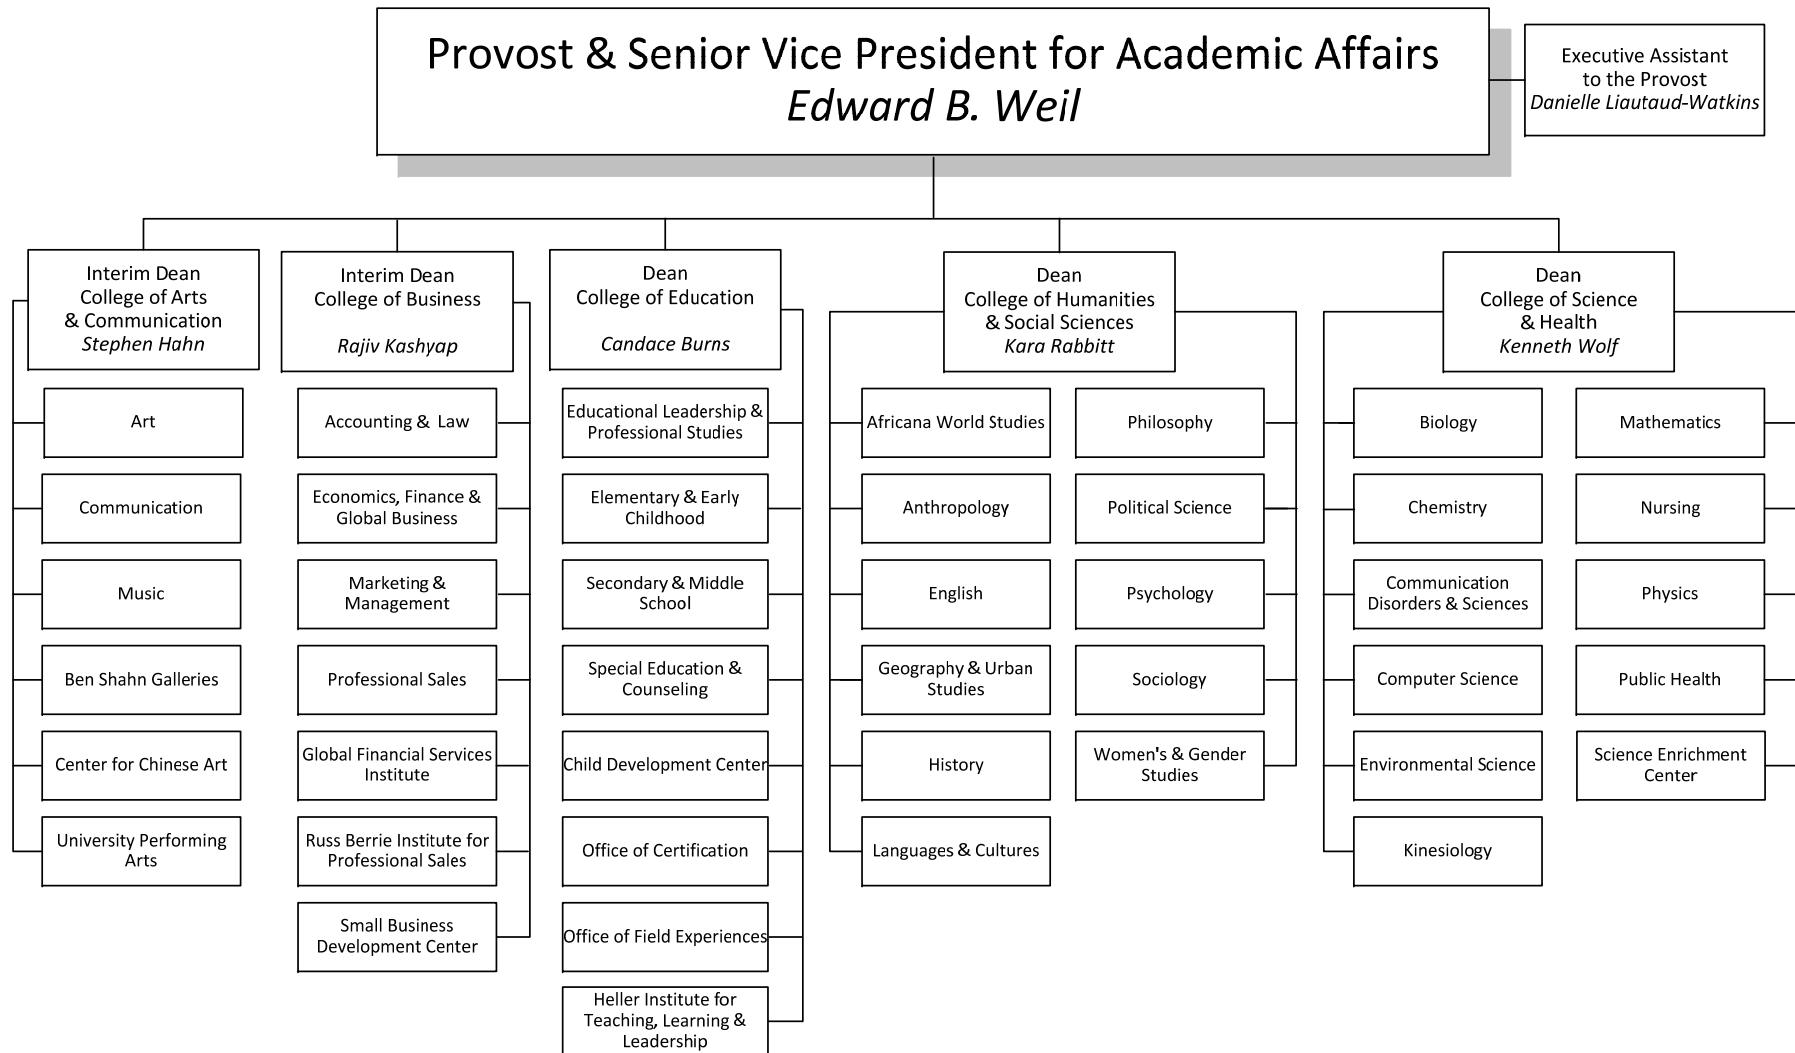 Provost & Senior Vice President for Academic Affairs
Edward B. Weil
Executive Assistant
to the Provost
Danielle Liautaud-Watkins
Interim Dean
College of Arts
& Communication
Stephen Hahn
Interim Dean
College of Business
Rajiv Kashyap
Dean
College of Education
Candace Burns
Dean
College of Humanities
& Social Sciences
Kara Rabbitt
Dean
College of Science
& Health
Kenneth Wolf
Art
Communication
Music
Ben Shahn Galleries
Center for Chinese Art
University Performing
Arts
Accounting & Law
Economics, Finance &
Global Business
Marketing &
Management
Professional Sales
Global Financial Services
Institute
Russ Berrie Institute for
Professional Sales
Small Business
Development Center
Educational Leadership &
Professional Studies
Elementary & Early
Childhood
Secondary & Middle
School
Special Education &
Counseling
Child Development Center
Office of Certification
Office of Field Experiences
Heller Institute for
Teaching, Learning &
Leadership
Africana World Studies
Anthropology
English
Geography & Urban
Studies
History
Languages & Cultures
Philosophy
Political Science
Psychology
Sociology
Women's & Gender
Studies
Biology
Chemistry
Communication
Disorders & Sciences
Computer Science
Environmental Science
Kinesiology
Mathematics
Nursing
Physics
Public Health
Science Enrichment
Center